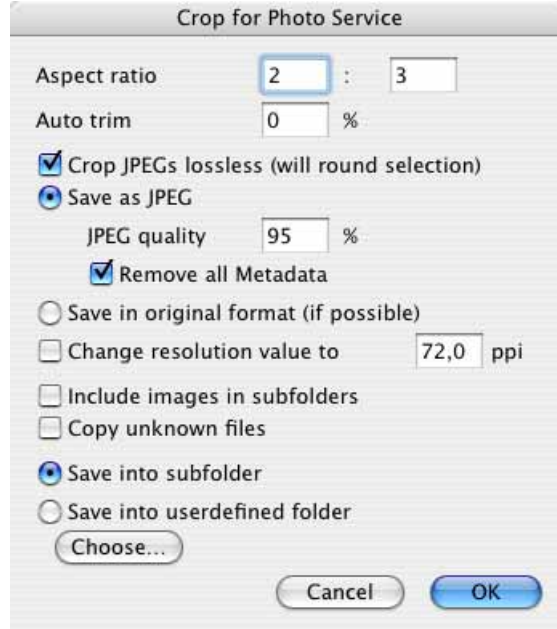 Crop for Photo Service
Aspect ratio 2 : 3
Auto trim 0 %
Crop JPEGs lossless (will round selection)
Save as JPEG
JPEG quality 95 %
Remove all Metadata
Save in original format (if possible)
Change resolution value to 72,0 ppi
Include images in subfolders
Copy unknown files
Save into subfolder
Save into userdefined folder
Choose...
Cancel OK